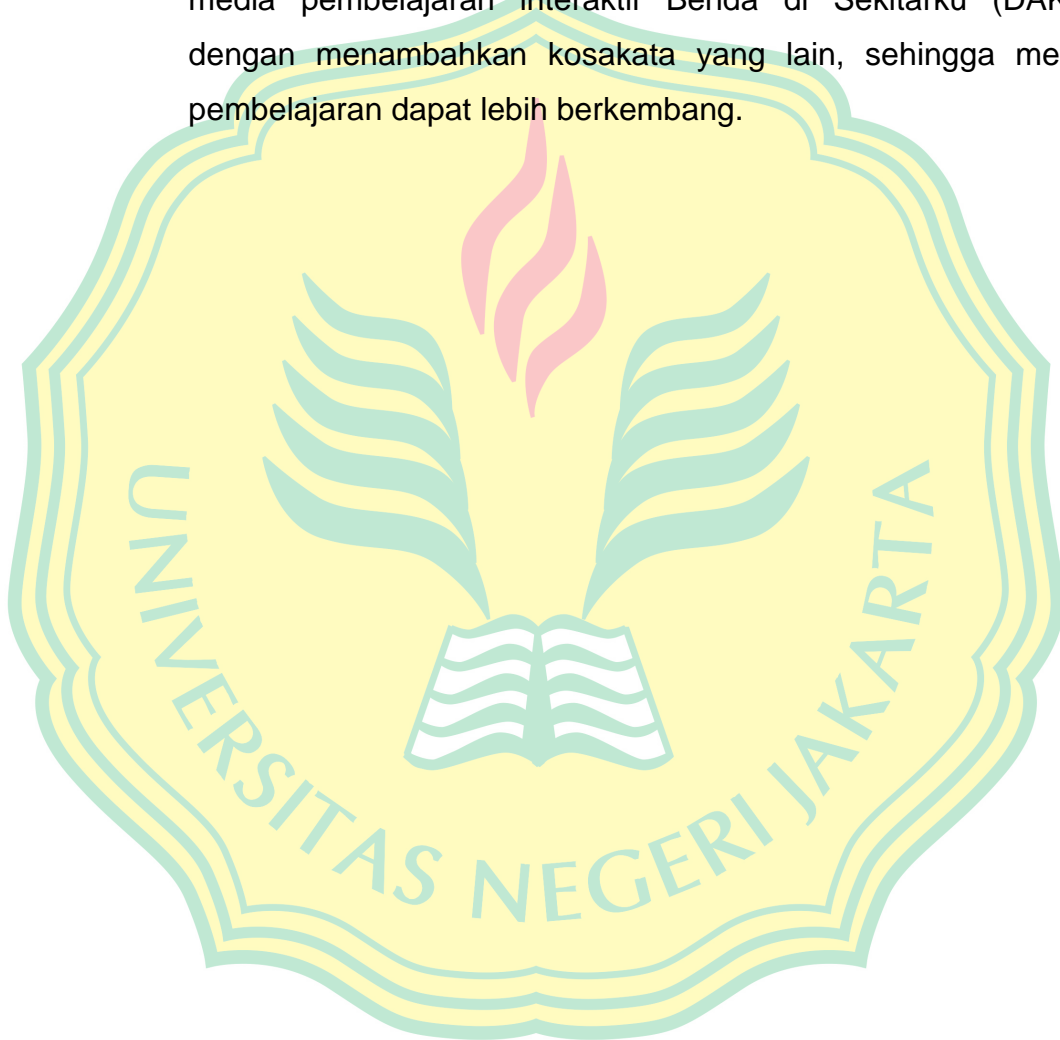 media pembelajaran interaktif Benda di Sekitarku (DAK
dengan menambahkan kosakata yang lain, sehingga me
pembelajaran dapat lebih berkembang.
UNIVERSITAS NEGERI JAKARTA